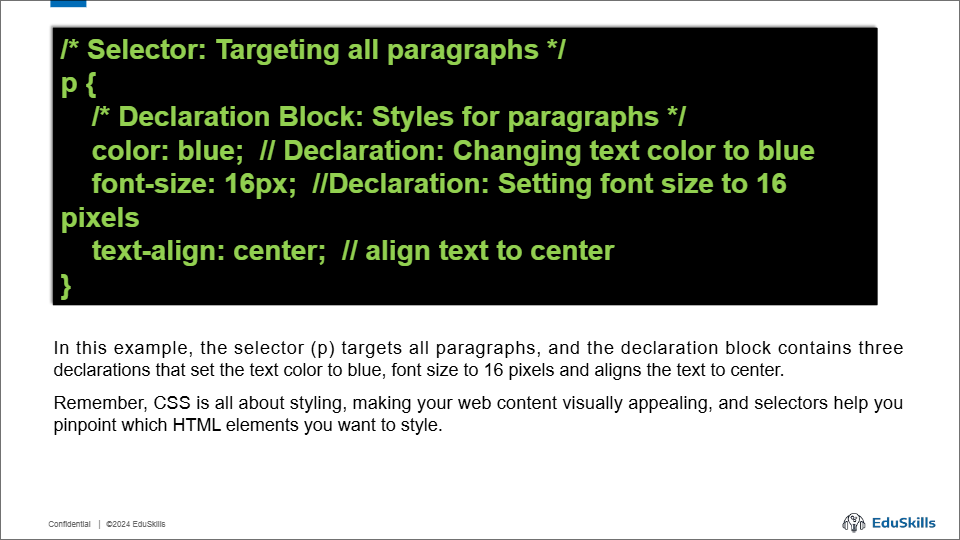 /* Selector: Targeting all paragraphs */
p {
    /* Declaration Block: Styles for paragraphs */
    color: blue;  // Declaration: Changing text color to blue
    font-size: 16px;  //Declaration: Setting font size to 16
pixels
    text-align: center;  // align text to center
}
In this example, the selector (p) targets all paragraphs, and the declaration block contains three
declarations that set the text color to blue, font size to 16 pixels and aligns the text to center.
Remember, CSS is all about styling, making your web content visually appealing, and selectors help you
pinpoint which HTML elements you want to style.
Confidential | ©2024 EduSkills
EduSkills